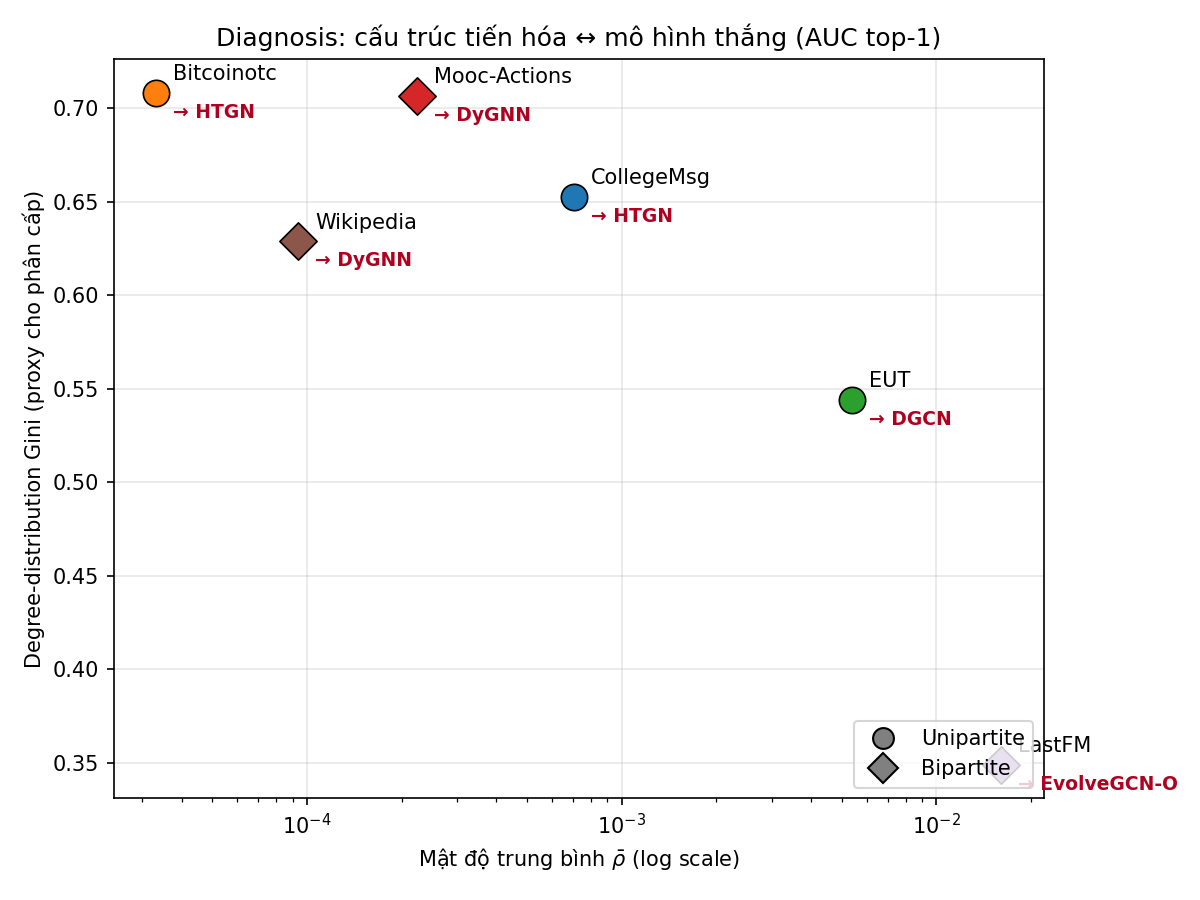 Diagnosis: cấu trúc tiến hóa ↔ mô hình thắng (AUC top-1)
Degree-distribution Gini (proxy cho phân cấp)
0.70
0.65
0.60
0.55
0.50
0.45
0.40
0.35
Bitcoinotc
→ HTGN
Mooc-Actions
→ DyGNN
CollegeMsg
→ HTGN
Wikipedia
→ DyGNN
EUT
→ DGCN
LastFM
→ EvolveGCN-O
Unipartite
Bipartite
10⁻⁴ 10⁻³ 10⁻²
Mật độ trung bình ρ̄ (log scale)